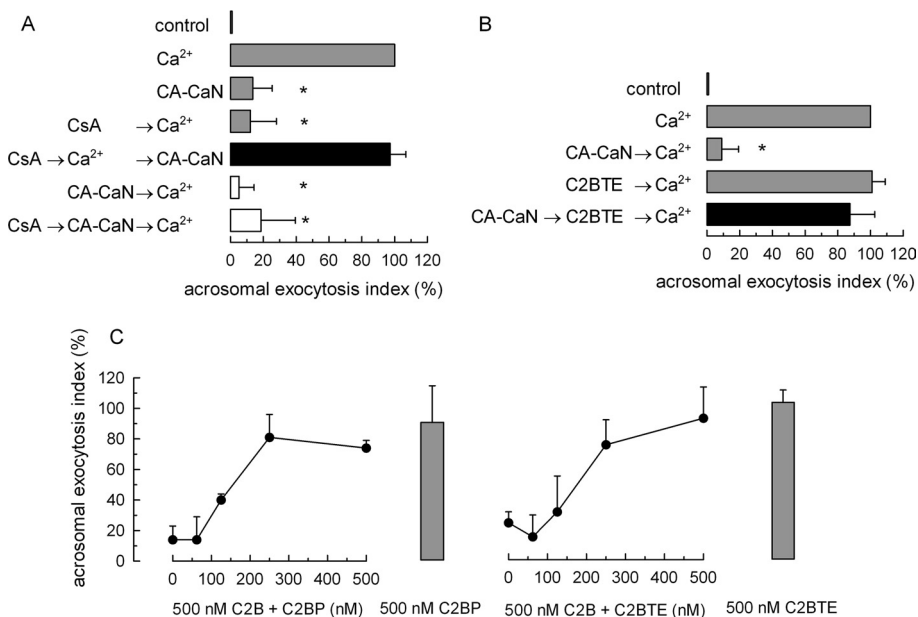 A
control
Ca²⁺
CA-CaN
CsA → Ca²⁺
CsA → Ca²⁺ → CA-CaN
CA-CaN → Ca²⁺
CsA → CA-CaN → Ca²⁺
*
*
*
*
0 20 40 60 80 100 120
acrosomal exocytosis index (%)
B
control
Ca²⁺
CA-CaN → Ca²⁺
C2BTE → Ca²⁺
CA-CaN → C2BTE → Ca²⁺
*
0 20 40 60 80 100 120
acrosomal exocytosis index (%)
C
acrosomal exocytosis index (%)
120
100
80
60
40
20
0
0 100 200 300 400 500
500 nM C2B + C2BP (nM)
500 nM C2BP
0 100 200 300 400 500
500 nM C2B + C2BTE (nM)
500 nM C2BTE